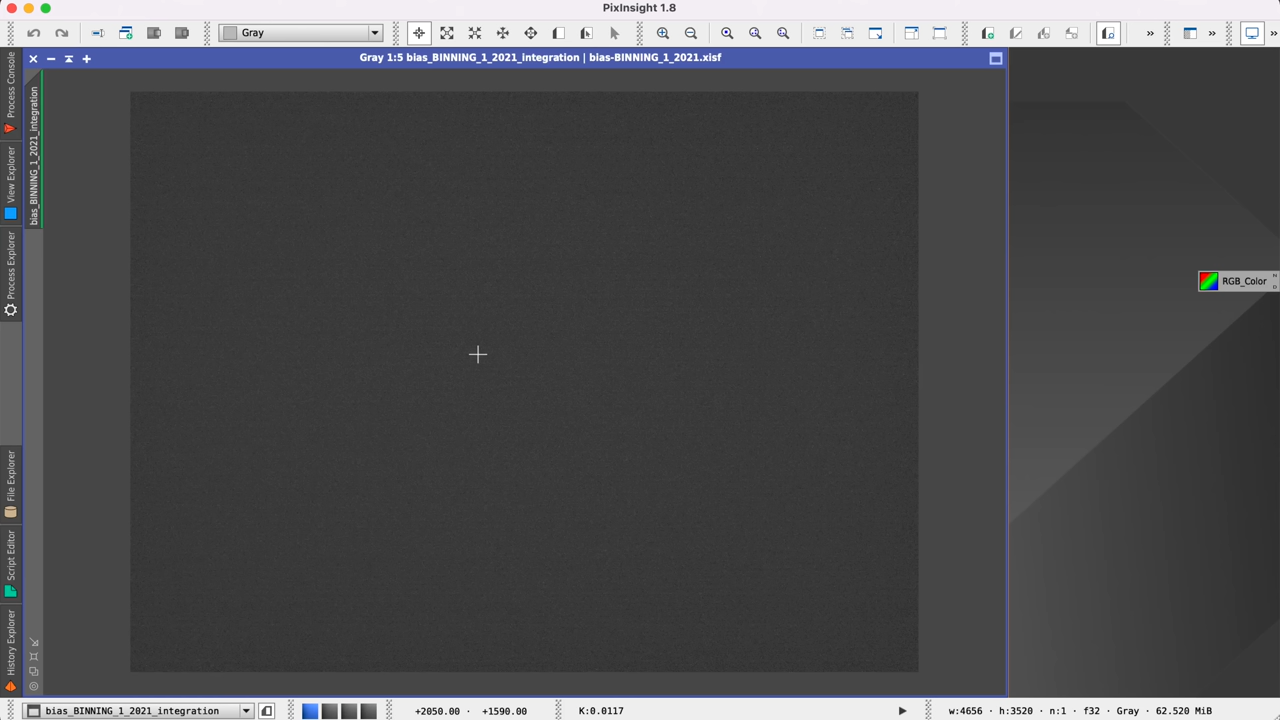 PixInsight 1.8
Gray
Gray 1:5 bias_BINNING_1_2021_integration | bias-BINNING_1_2021.xisf
Process Console
View Explorer
Process Explorer
File Explorer
Script Editor
History Explorer
bias_BINNING_1_2021_integration
RGB_Color
bias_BINNING_1_2021_integration
+2050.00 · +1590.00
K:0.0117
w:4656 · h:3520 · n:1 · f32 · Gray · 62.520 MiB